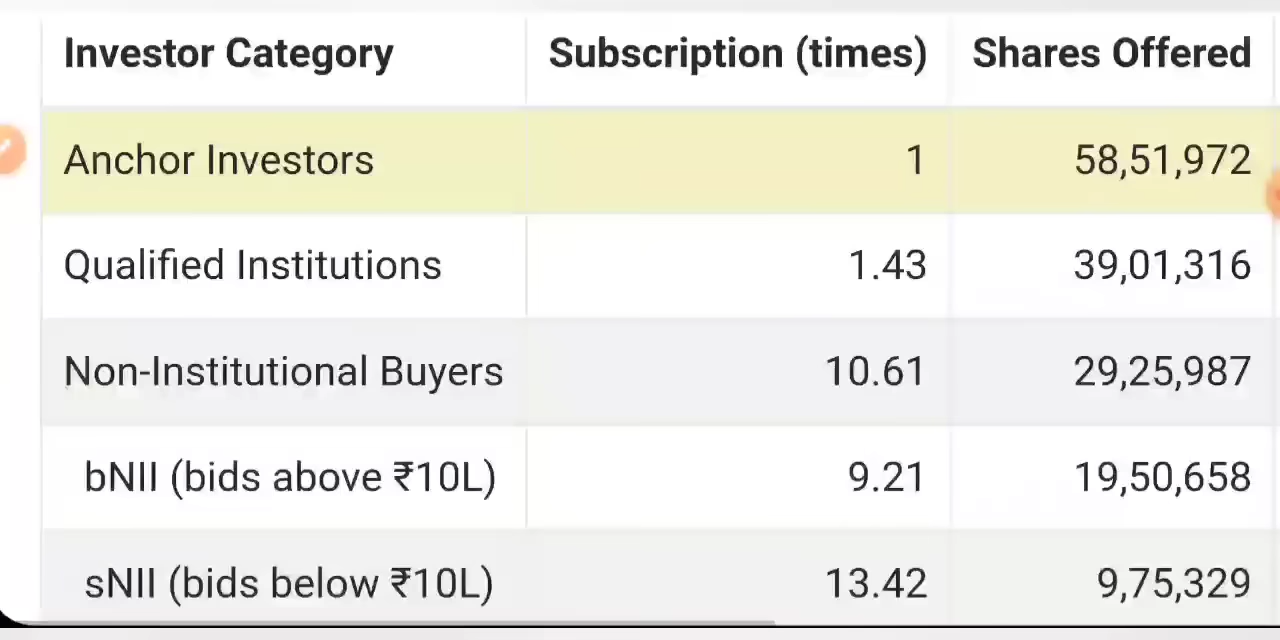 Investor Category Subscription (times) Shares Offered
Anchor Investors 1 58,51,972
Qualified Institutions 1.43 39,01,316
Non-Institutional Buyers 10.61 29,25,987
bNII (bids above ₹10L) 9.21 19,50,658
sNII (bids below ₹10L) 13.42 9,75,329